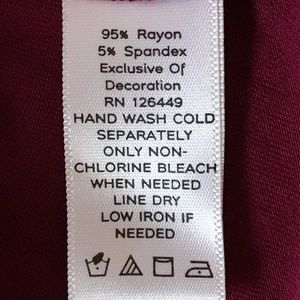 95% Rayon
5% Spandex
Exclusive Of
Decoration
RN 126449
HAND WASH COLD
SEPARATELY
ONLY NON-
CHLORINE BLEACH
WHEN NEEDED
LINE DRY
LOW IRON IF
NEEDED